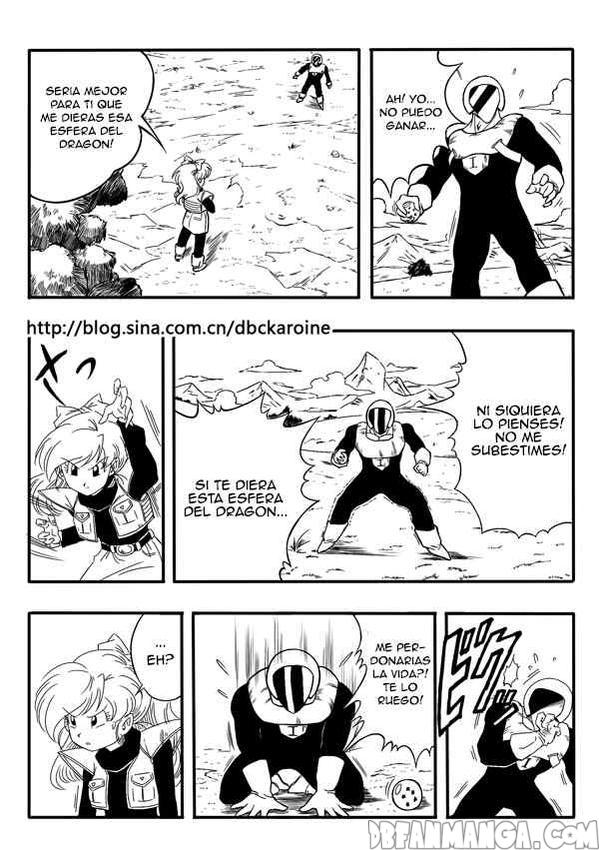 SERIA MEJOR
PARA TI QUE
ME DIERAS ESA
ESFERA DEL
DRAGON!
AH! YO...
NO PUEDO
GANAR...
http://blog.sina.com.cn/dbckaroine
NI SIQUIERA
LO PIENSES!
NO ME
SUBESTIMES!
SI TE DIERA
ESTA ESFERA
DEL DRAGON...
...
EH?
ME PER-
DONARIAS
LA VIDA?!
TE LO
RUEGO!
DBFANMANGA.COM